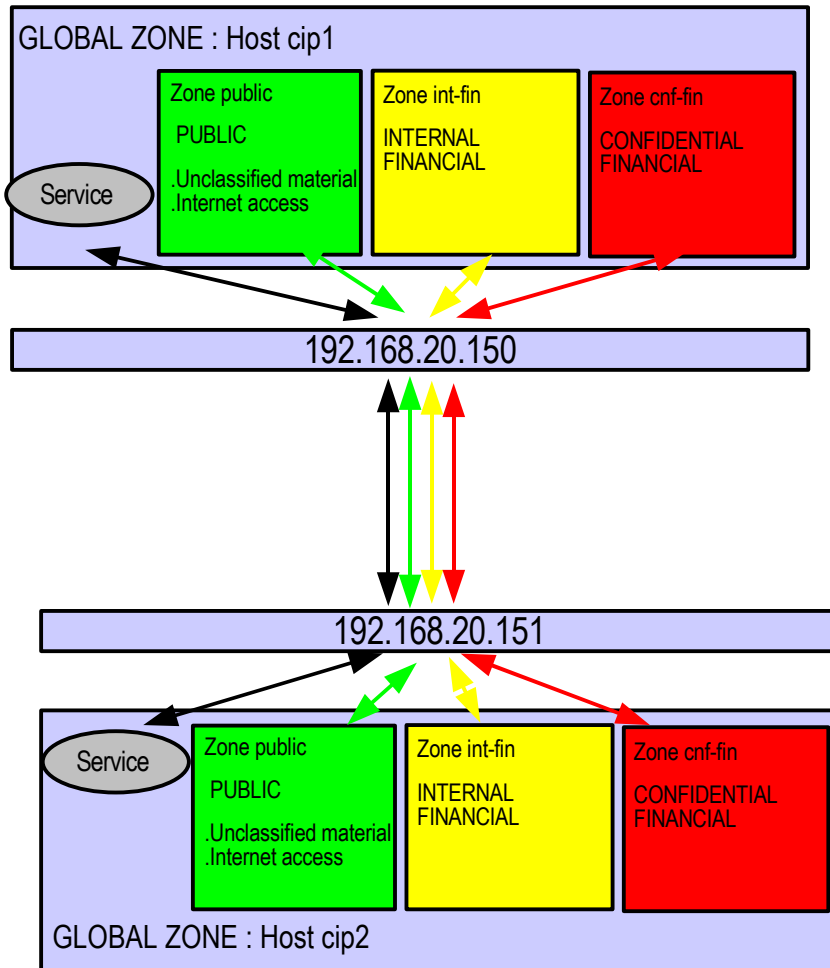 GLOBAL ZONE : Host cip1
Service
Zone public
PUBLIC
.Unclassified material
.Internet access
Zone int-fin
INTERNAL
FINANCIAL
Zone cnf-fin
CONFIDENTIAL
FINANCIAL
192.168.20.150
192.168.20.151
Service
Zone public
PUBLIC
.Unclassified material
.Internet access
Zone int-fin
INTERNAL
FINANCIAL
Zone cnf-fin
CONFIDENTIAL
FINANCIAL
GLOBAL ZONE : Host cip2